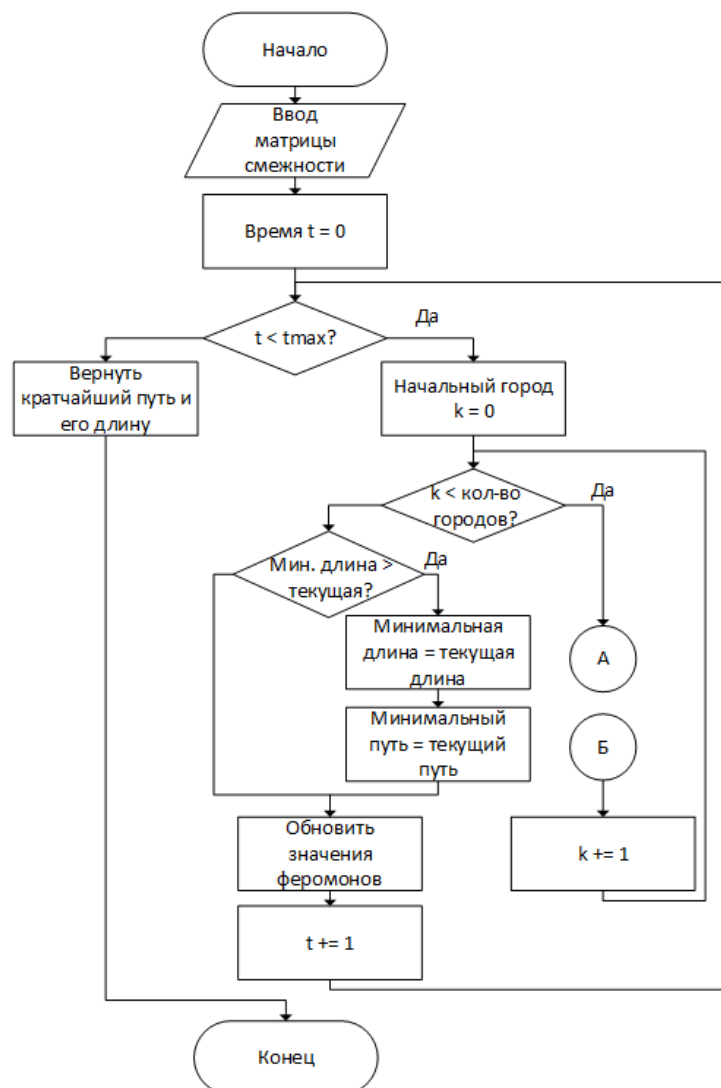 Начало
Ввод
матрицы
смежности
Время t = 0
t < tmax?
Да
Вернуть
кратчайший путь и
его длину
Начальный город
k = 0
k < кол-во
городов?
Да
Мин. длина >
текущая?
Да
Минимальная
длина = текущая
длина
А
Минимальный
путь = текущий
путь
Б
Обновить
значения
феромонов
k += 1
t += 1
Конец